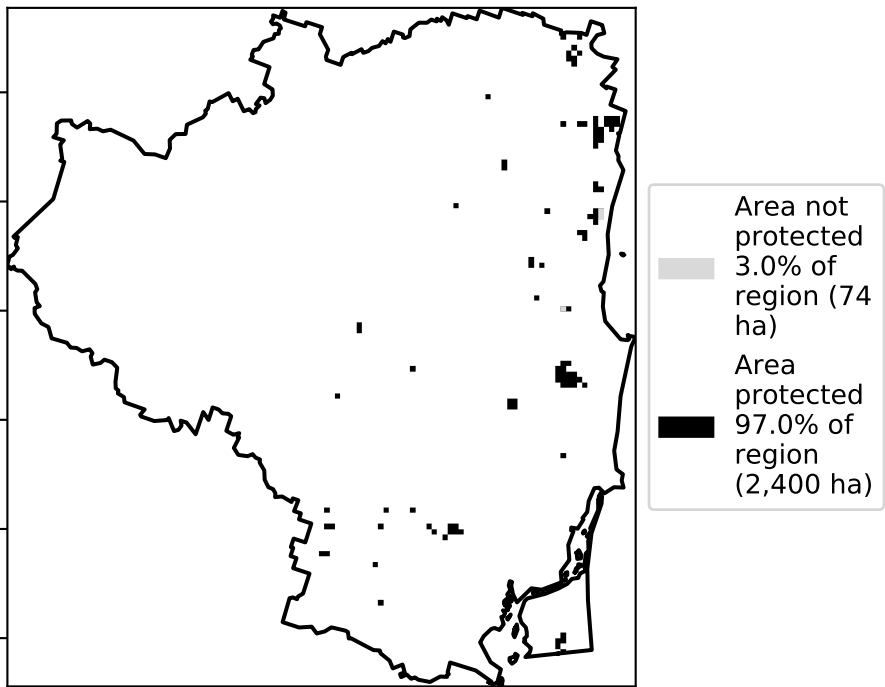 Area not
protected
3.0% of
region (74
ha)
Area
protected
97.0% of
region
(2,400 ha)